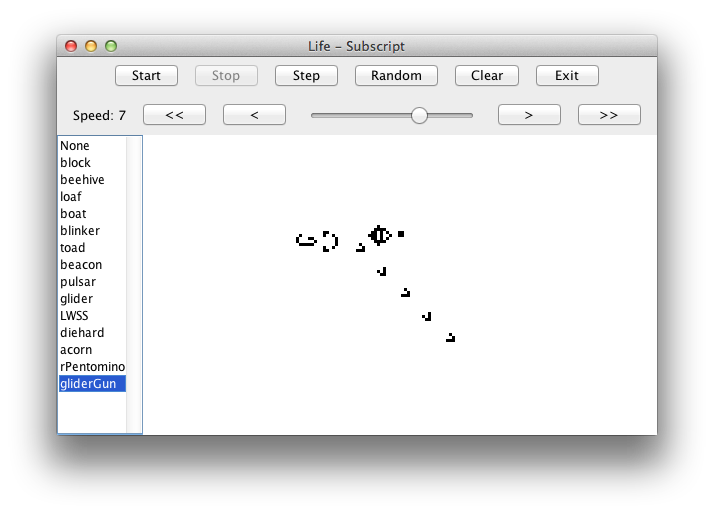 Life – Subscript
Start Stop Step Random Clear Exit
Speed: 7 << < > >>
None
block
beehive
loaf
boat
blinker
toad
beacon
pulsar
glider
LWSS
diehard
acorn
rPentomino
gliderGun